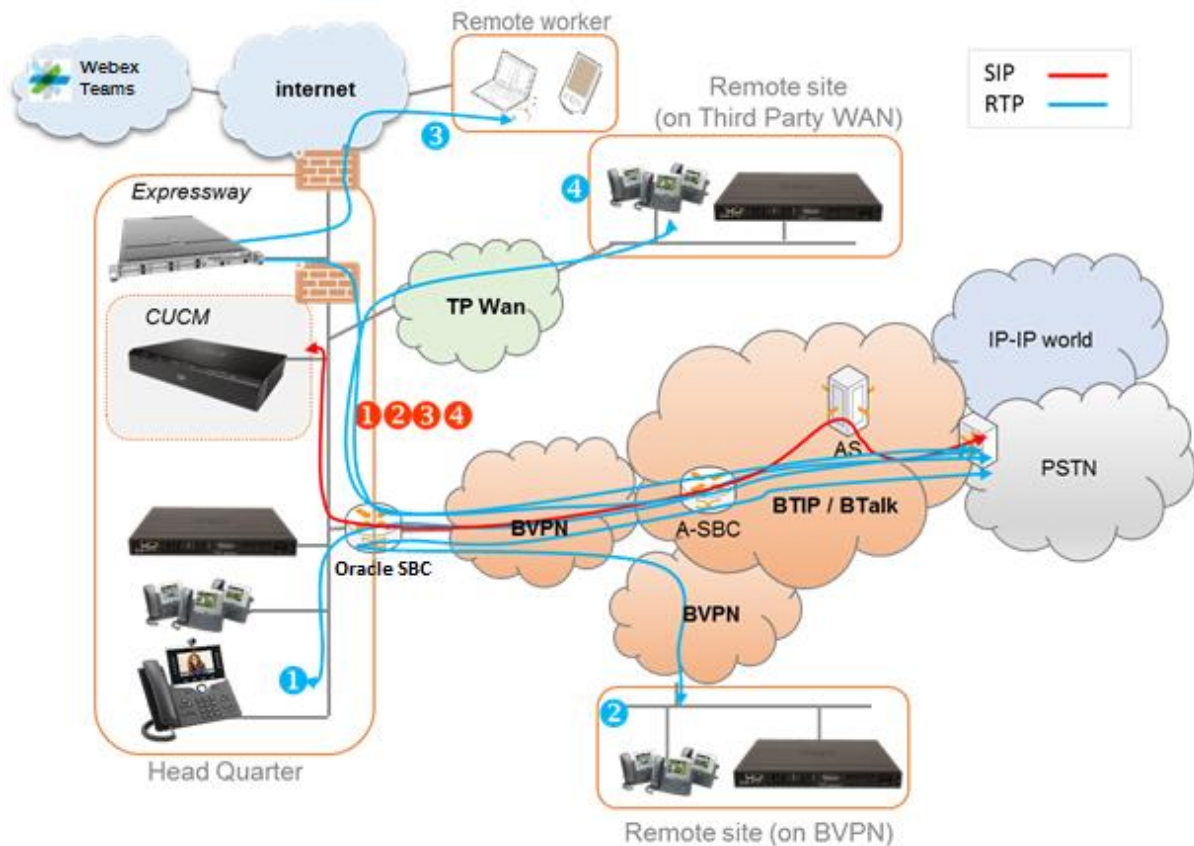 Remote worker
Webex
Teams
internet
SIP
RTP
Remote site
(on Third Party WAN)
3
Expressway
4
TP Wan
CUCM
IP-IP world
1 2 3 4
AS
PSTN
BVPN
A-SBC
BTIP / BTalk
Oracle SBC
BVPN
1
2
Head Quarter
Remote site (on BVPN)